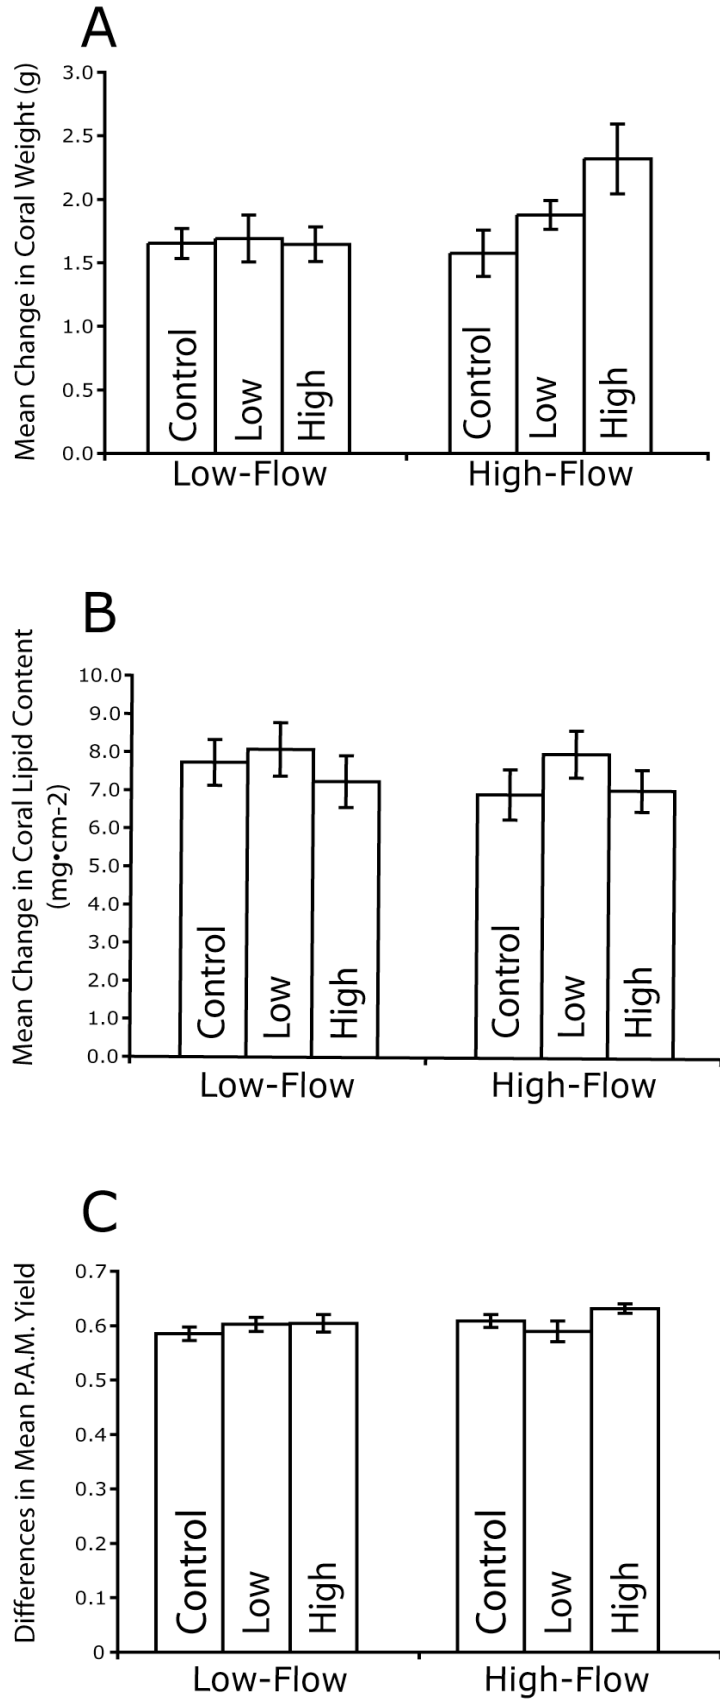 A
Mean Change in Coral Weight (g)
3.0
2.5
2.0
1.5
1.0
0.5
0.0
Control
Low
High
Control
Low
High
Low-Flow
High-Flow
B
Mean Change in Coral Lipid Content
(mg•cm-2)
10.0
9.0
8.0
7.0
6.0
5.0
4.0
3.0
2.0
1.0
0.0
Control
Low
High
Control
Low
High
Low-Flow
High-Flow
C
Differences in Mean P.A.M. Yield
0.7
0.6
0.5
0.4
0.3
0.2
0.1
0
Control
Low
High
Control
Low
High
Low-Flow
High-Flow